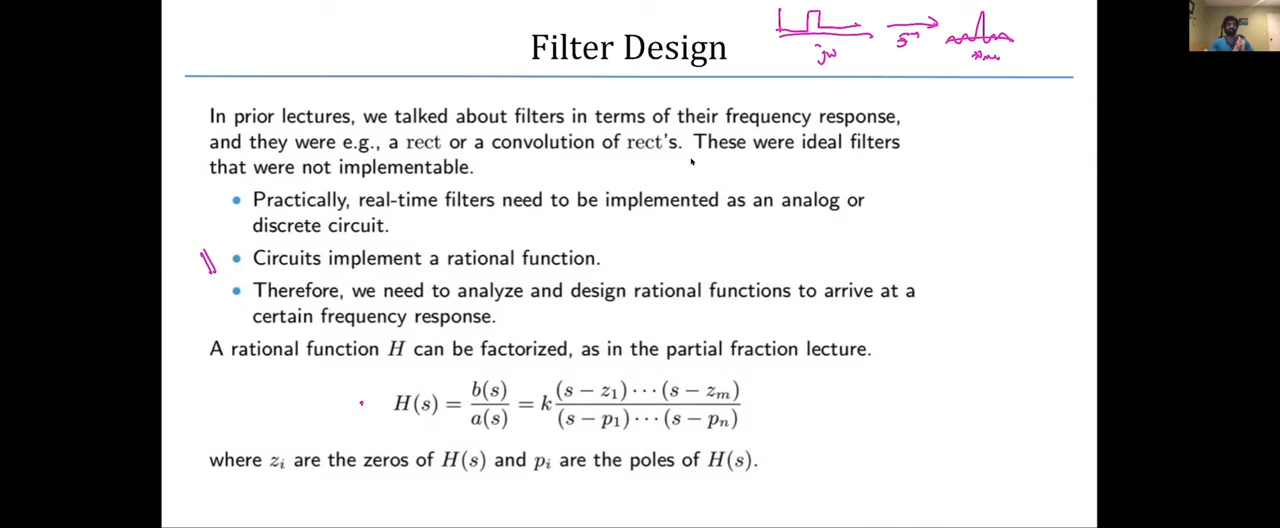 Filter Design
jω
In prior lectures, we talked about filters in terms of their frequency response,
and they were e.g., a rect or a convolution of rect's. These were ideal filters
that were not implementable.
• Practically, real-time filters need to be implemented as an analog or
discrete circuit.
• Circuits implement a rational function.
• Therefore, we need to analyze and design rational functions to arrive at a
certain frequency response.
A rational function H can be factorized, as in the partial fraction lecture.
H(s) = b(s)/a(s) = k (s − z₁) ⋯ (s − zₘ)/(s − p₁) ⋯ (s − pₙ)
where zᵢ are the zeros of H(s) and pᵢ are the poles of H(s).